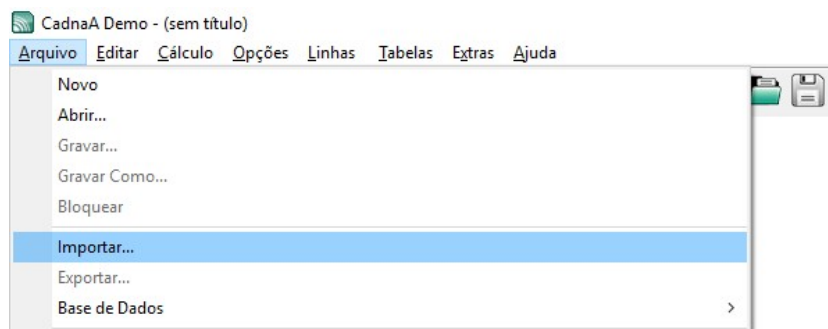 CadnaA Demo - (sem título)
Arquivo Editar Cálculo Opções Linhas Tabelas Extras Ajuda
Novo
Abrir...
Gravar...
Gravar Como...
Bloquear
Importar...
Exportar...
Base de Dados